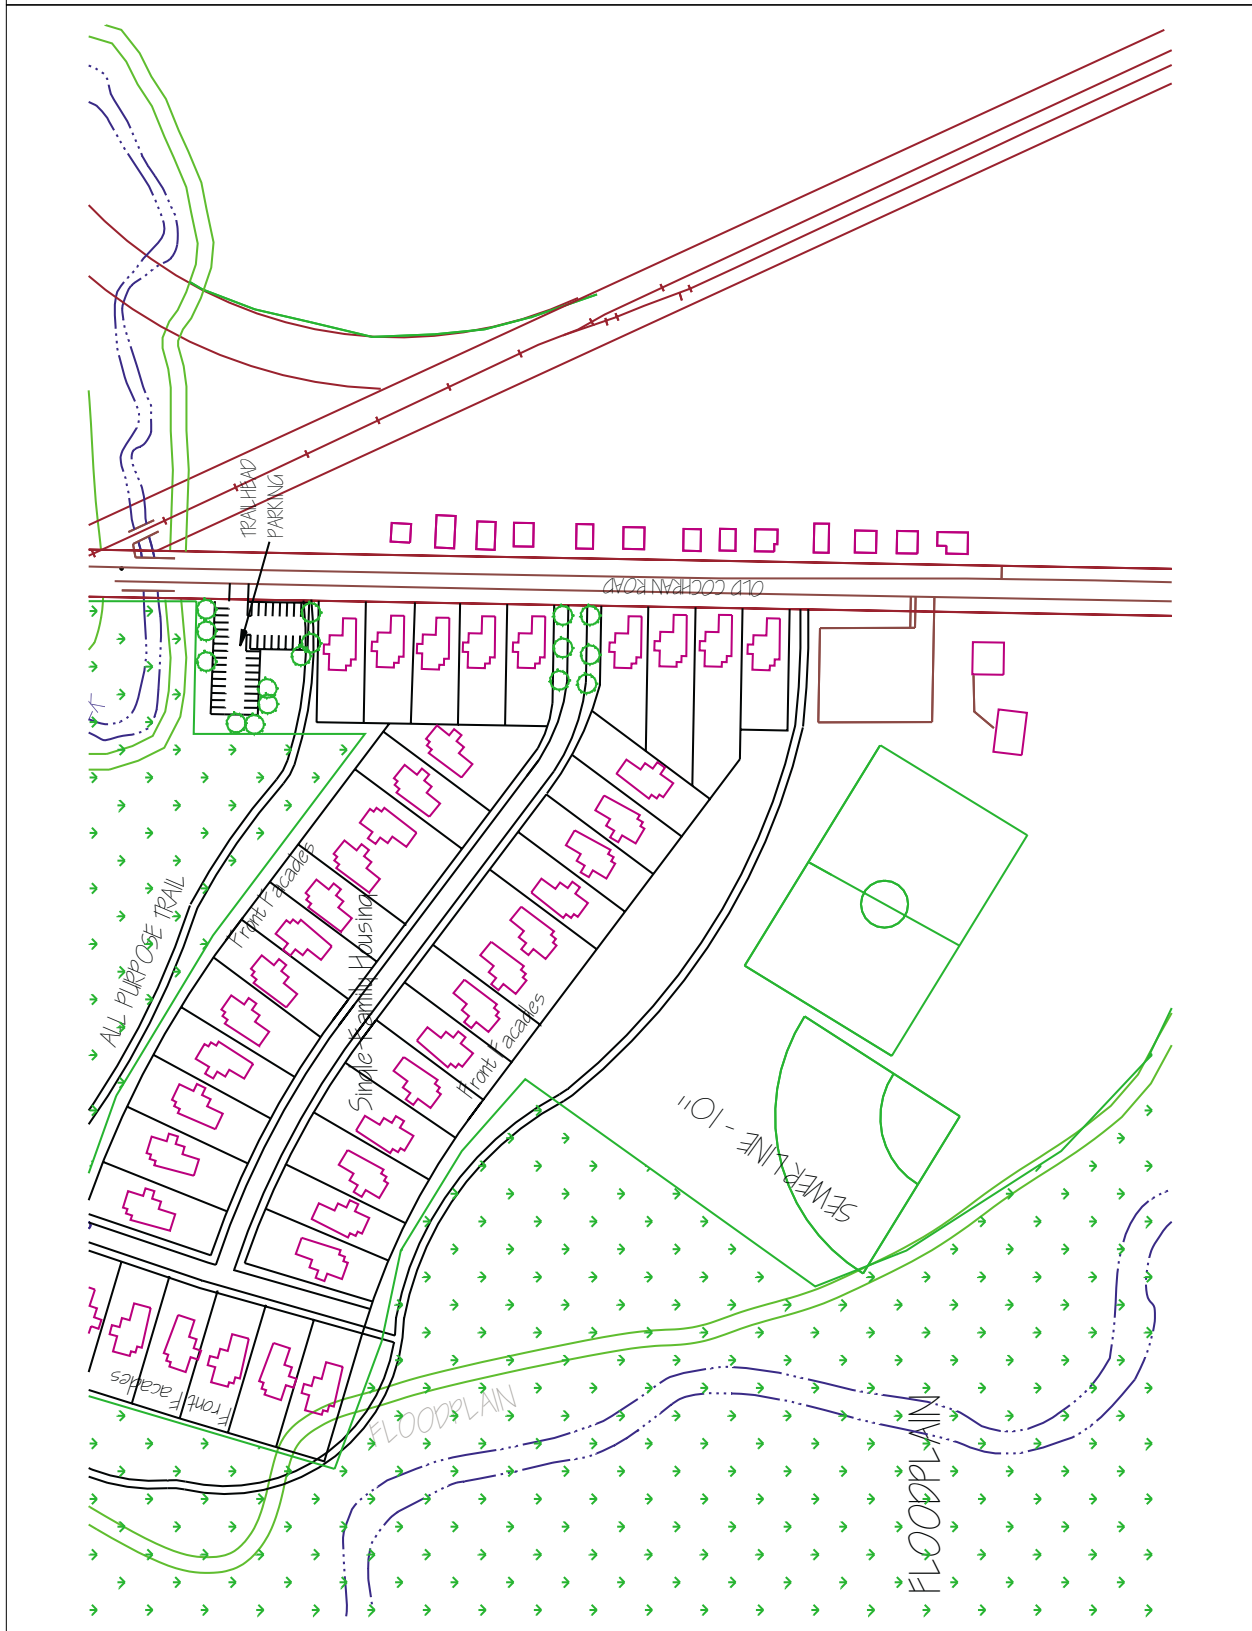 TRAILHEAD
PARKING
OLD COCHRAN ROAD
ALL PURPOSE TRAIL
Front Facades
Single Family Housing
Front Facades
SEWER LINE - 10"
Front Facades
FLOODPLAIN
FLOODPLAIN